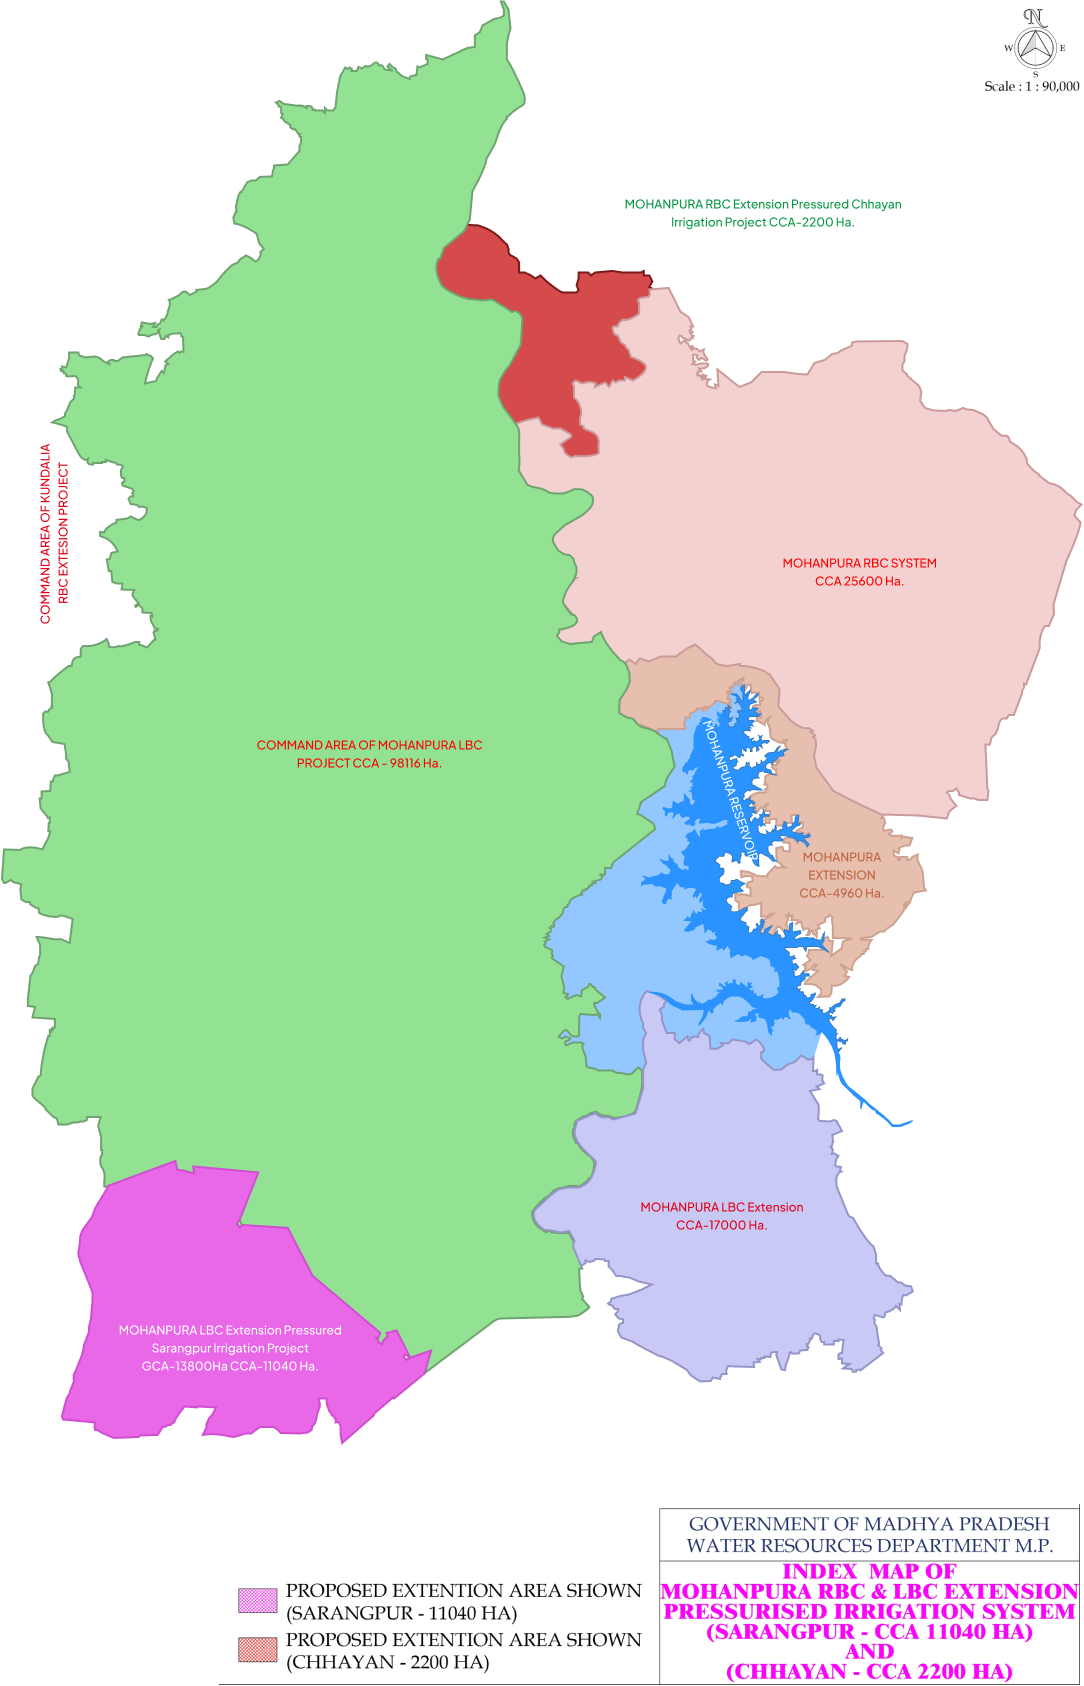 N
W E
S
Scale : 1 : 90,000
MOHANPURA RBC Extension Pressured Chhayan
Irrigation Project CCA-2200 Ha.
COMMAND AREA OF KUNDALIA
RBC EXTESION PROJECT
MOHANPURA RBC SYSTEM
CCA 25600 Ha.
COMMAND AREA OF MOHANPURA LBC
PROJECT CCA - 98116 Ha.
MOHANPURA RESERVOIR
MOHANPURA
EXTENSION
CCA-4960 Ha.
MOHANPURA LBC Extension
CCA-17000 Ha.
MOHANPURA LBC Extension Pressured
Sarangpur Irrigation Project
GCA-13800Ha CCA-11040 Ha.
PROPOSED EXTENTION AREA SHOWN
(SARANGPUR - 11040 HA)
PROPOSED EXTENTION AREA SHOWN
(CHHAYAN - 2200 HA)
GOVERNMENT OF MADHYA PRADESH
WATER RESOURCES DEPARTMENT M.P.
INDEX MAP OF
MOHANPURA RBC & LBC EXTENSION
PRESSURISED IRRIGATION SYSTEM
(SARANGPUR - CCA 11040 HA)
AND
(CHHAYAN - CCA 2200 HA)